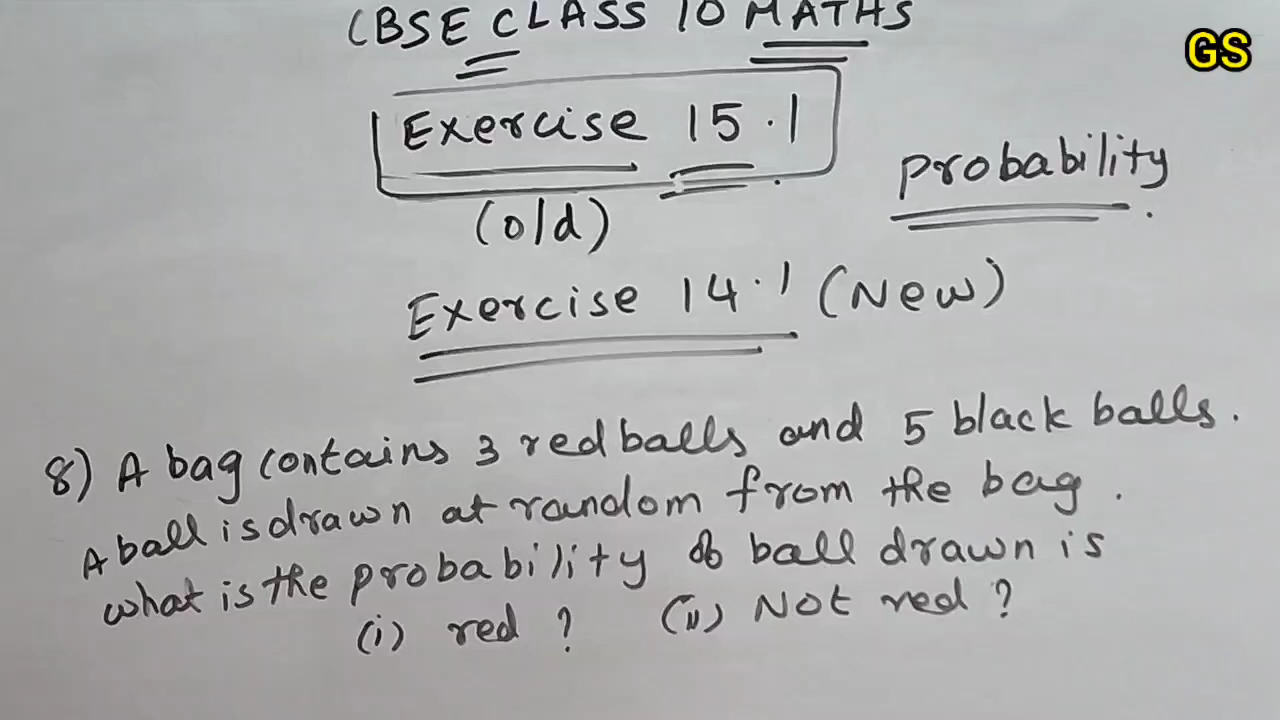 CBSE CLASS 10 MATHS
GS
Exercise 15.1
probability
(old)
Exercise 14.1 (New)
8) A bag contains 3 red balls and 5 black balls.
A ball is drawn at random from the bag.
what is the probability of ball drawn is
(i) red ? (ii) Not red ?